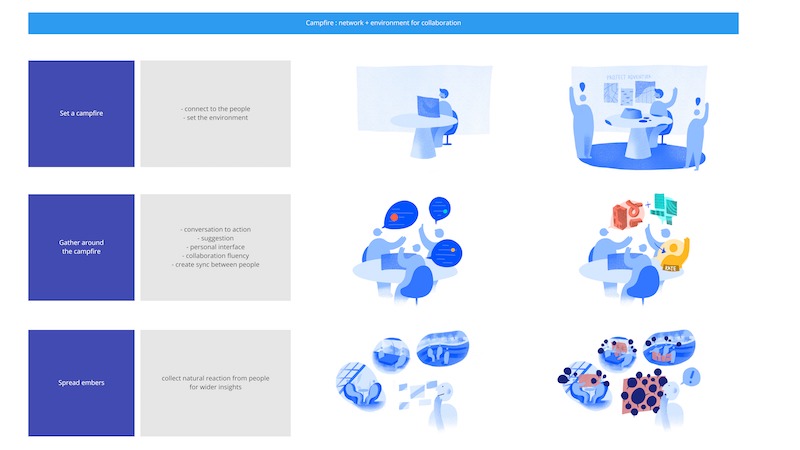 Campfire : network + environment for collaboration
Set a campfire
- connect to the people
- set the environment
Gather around
the campfire
- conversation to action
- suggestion
- personal interface
- collaboration fluency
- create sync between people
Spread embers
collect natural reaction from people
for wider insights
!